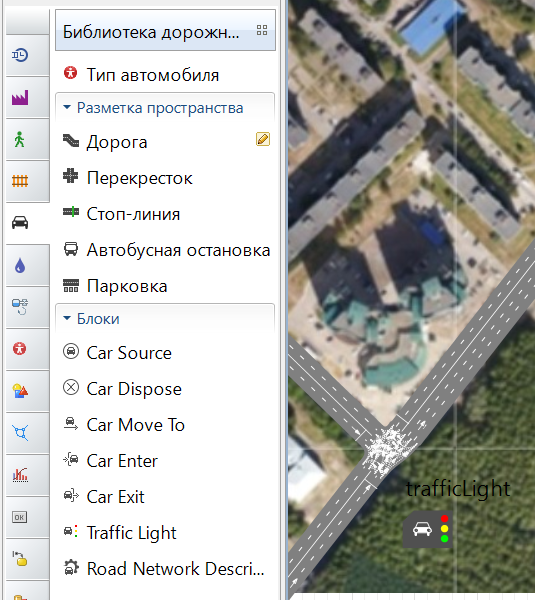 Библиотека дорожн...
Тип автомобиля
Разметка пространства
Дорога
Перекресток
Стоп-линия
Автобусная остановка
Парковка
Блоки
Car Source
Car Dispose
Car Move To
Car Enter
Car Exit
Traffic Light
Road Network Descri...
OK
trafficLight